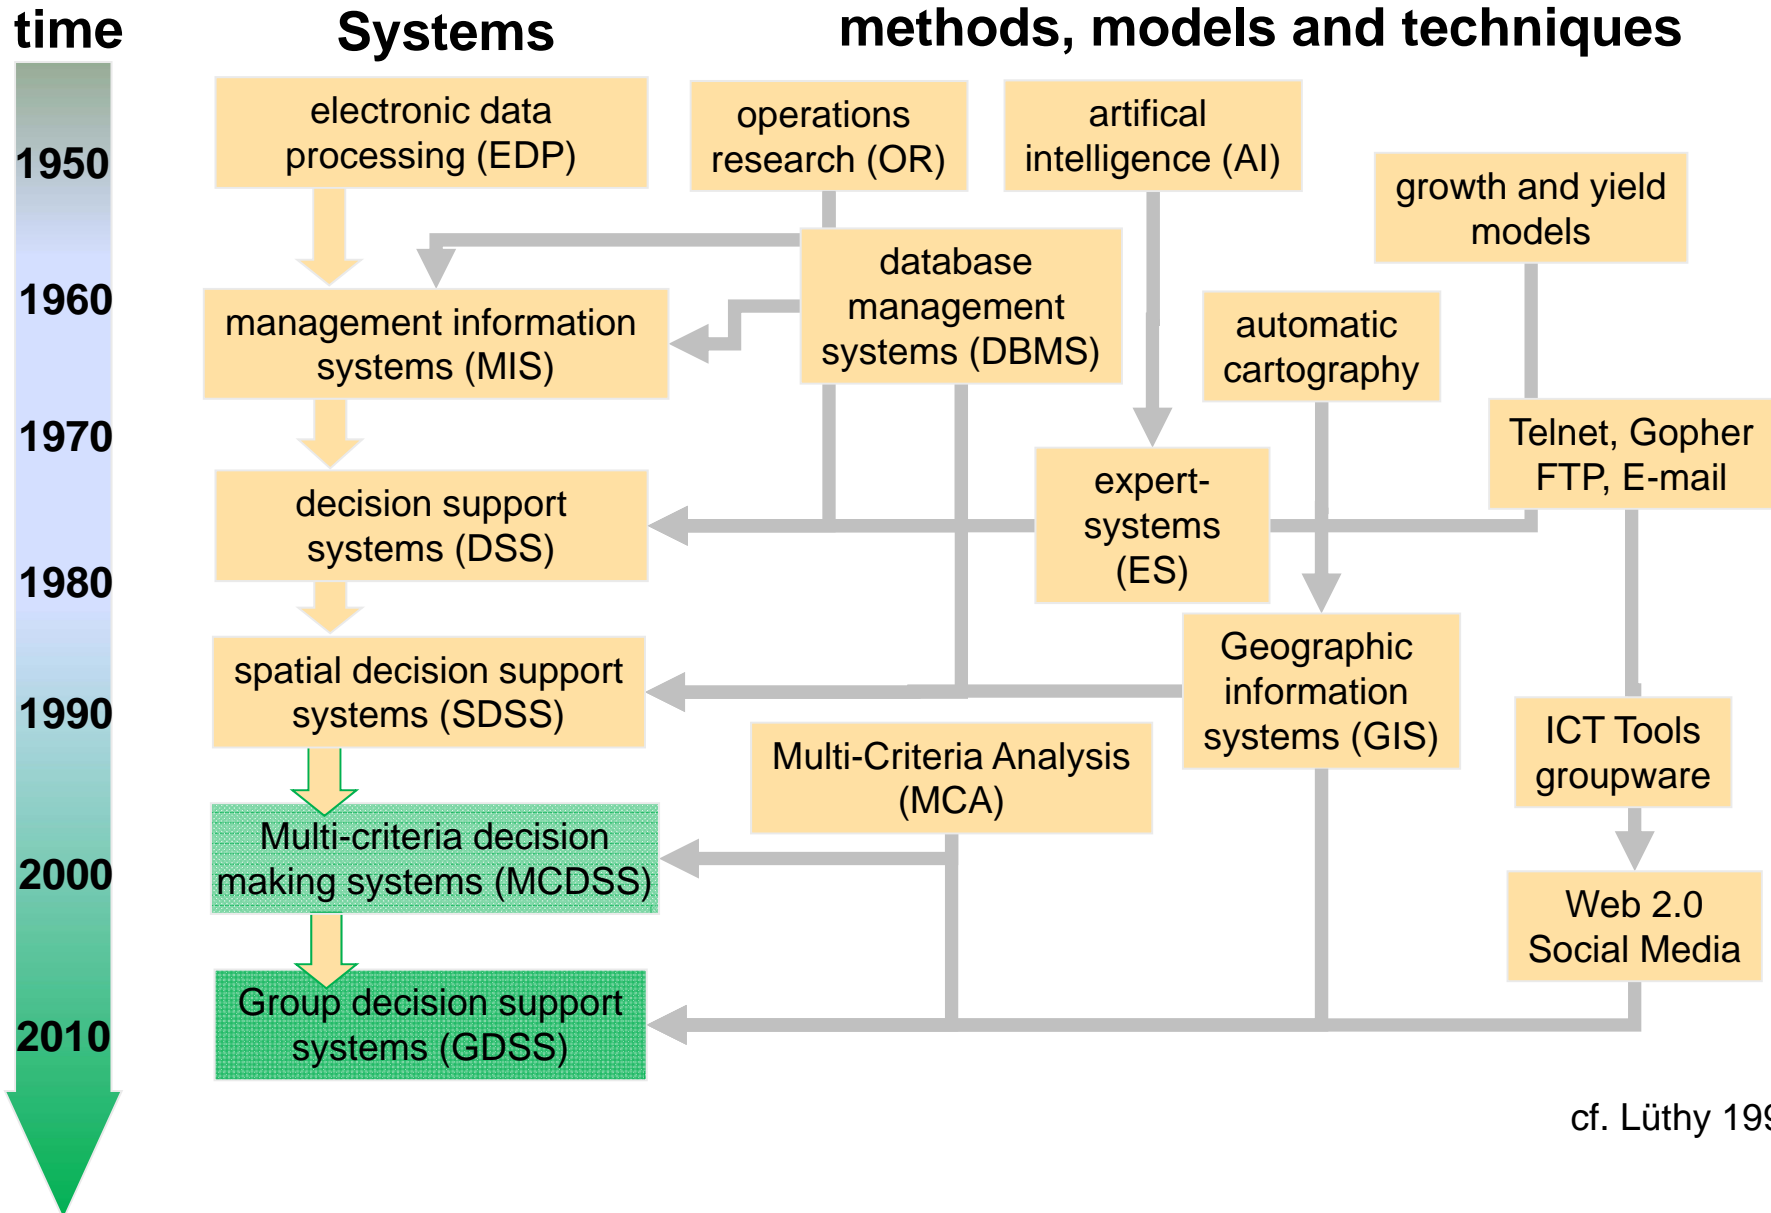 time
Systems
methods, models and techniques
1950
1960
1970
1980
1990
2000
2010
electronic data
processing (EDP)
management information
systems (MIS)
decision support
systems (DSS)
spatial decision support
systems (SDSS)
Multi-criteria decision
making systems (MCDSS)
Group decision support
systems (GDSS)
operations
research (OR)
artifical
intelligence (AI)
growth and yield
models
database
management
systems (DBMS)
automatic
cartography
Telnet, Gopher
FTP, E-mail
expert-
systems
(ES)
Geographic
information
systems (GIS)
ICT Tools
groupware
Multi-Criteria Analysis
(MCA)
Web 2.0
Social Media
cf. Lüthy